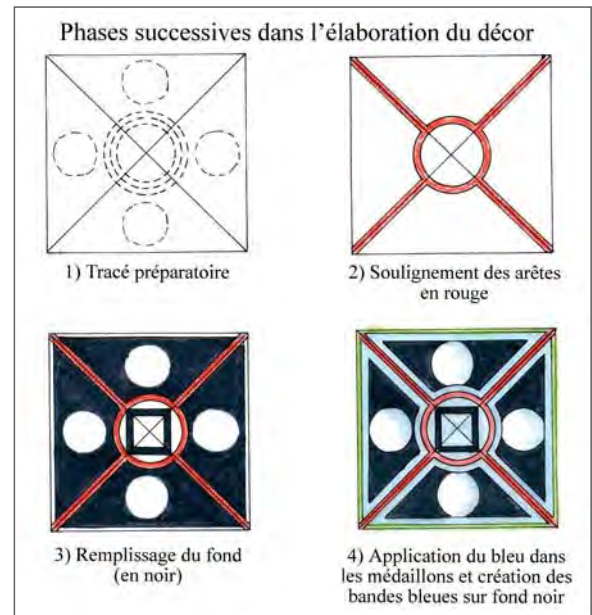 Phases successives dans l’élaboration du décor
1) Tracé préparatoire
2) Soulignement des arêtes
en rouge
3) Remplissage du fond
(en noir)
4) Application du bleu dans
les médaillons et création des
bandes bleues sur fond noir